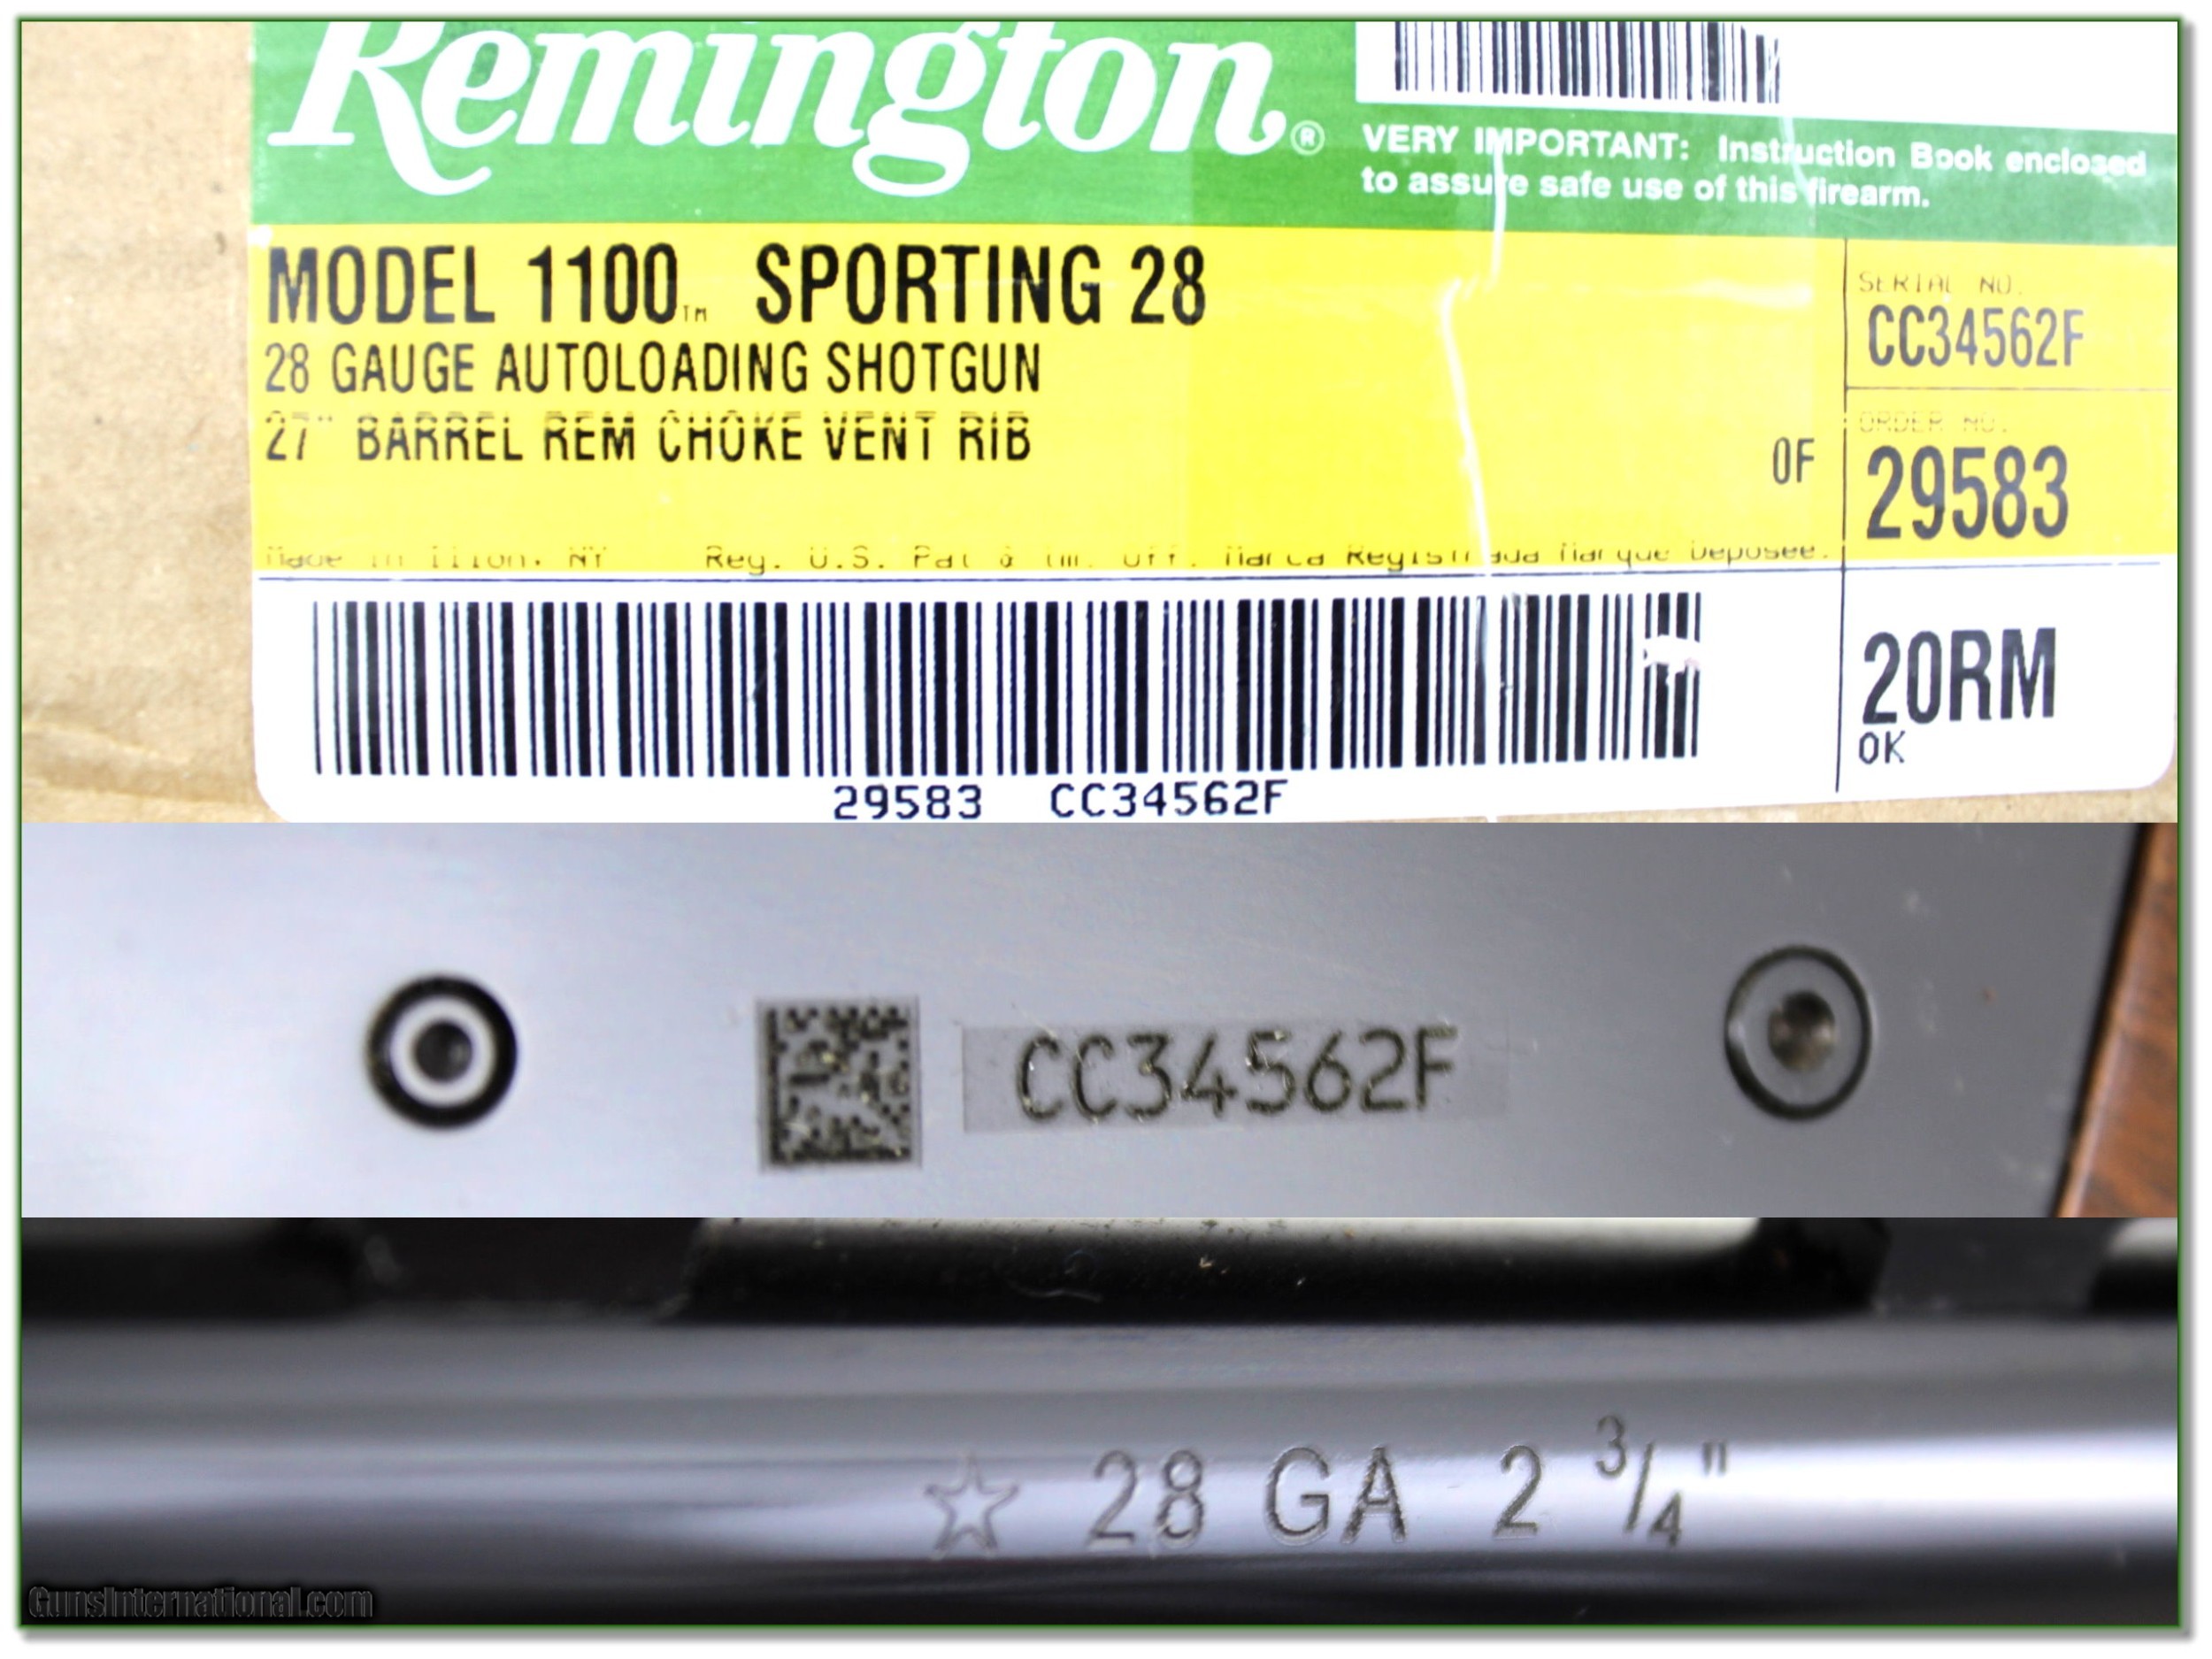 Remington®
VERY IMPORTANT: Instruction Book enclosed
to assure safe use of this firearm.
MODEL 1100™ SPORTING 28
28 GAUGE AUTOLOADING SHOTGUN
27" BARREL REM CHOKE VENT RIB
OF
SERIAL NO.
CC34562F
ORDER NO.
29583
Made in Ilion, NY Reg. U.S. Pat & tm. Off. Marca Registrada Marque Deposee.
20RM
OK
29583 CC34562F
CC34562F
☆ 28 GA 2 3/4"
GunsInternational.com